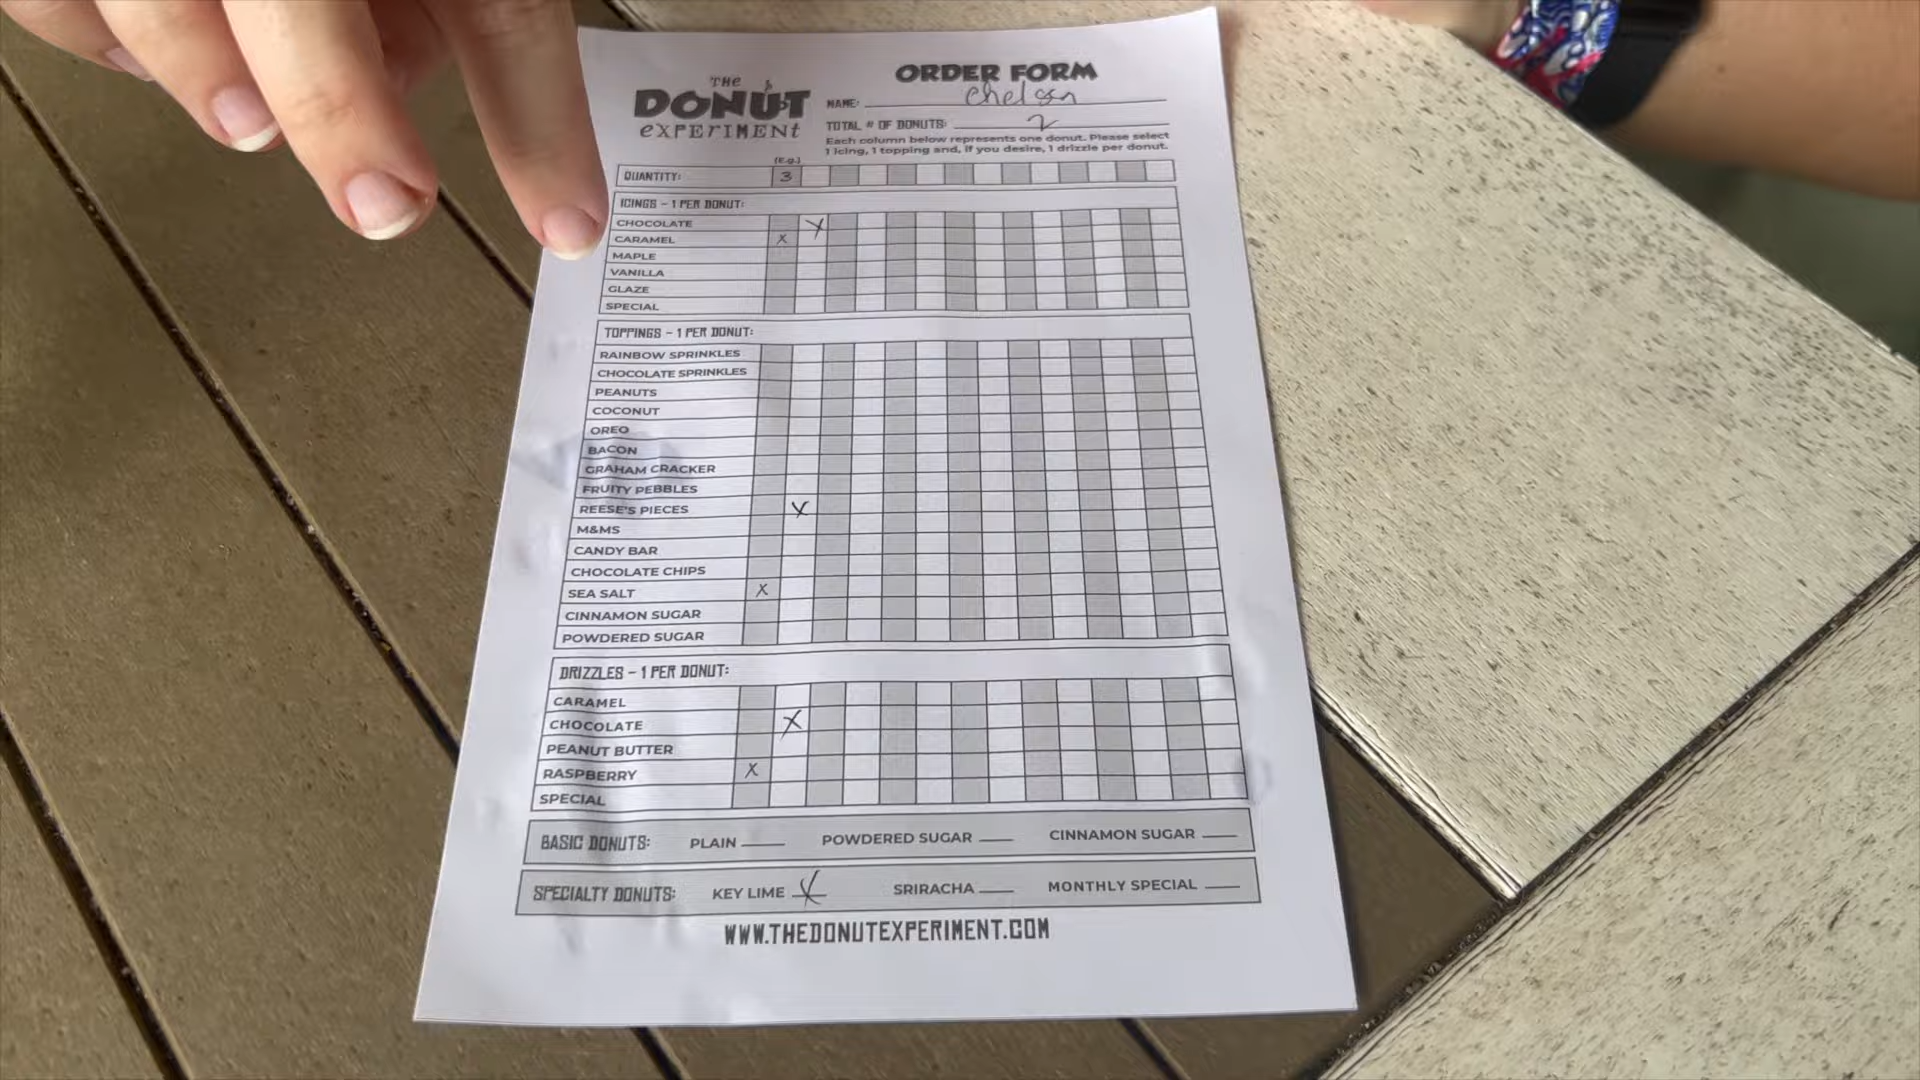 THE
DONUT
EXPERIMENT
ORDER FORM
NAME: Chelsea
TOTAL # OF DONUTS: 2
Each column below represents one donut. Please select
1 icing, 1 topping and, if you desire, 1 drizzle per donut.
(E.g.)
QUANTITY: 3
ICINGS - 1 PER DONUT:
CHOCOLATE X
CARAMEL X
MAPLE
VANILLA
GLAZE
SPECIAL
TOPPINGS - 1 PER DONUT:
RAINBOW SPRINKLES
CHOCOLATE SPRINKLES
PEANUTS
COCONUT
OREO
BACON
GRAHAM CRACKER
FRUITY PEBBLES
REESE'S PIECES X
M&MS
CANDY BAR
CHOCOLATE CHIPS
SEA SALT X
CINNAMON SUGAR
POWDERED SUGAR
DRIZZLES - 1 PER DONUT:
CARAMEL
CHOCOLATE X
PEANUT BUTTER
RASPBERRY X
SPECIAL
BASIC DONUTS: PLAIN ___ POWDERED SUGAR ___ CINNAMON SUGAR ___
SPECIALTY DONUTS: KEY LIME X SRIRACHA ___ MONTHLY SPECIAL ___
WWW.THEDONUTEXPERIMENT.COM